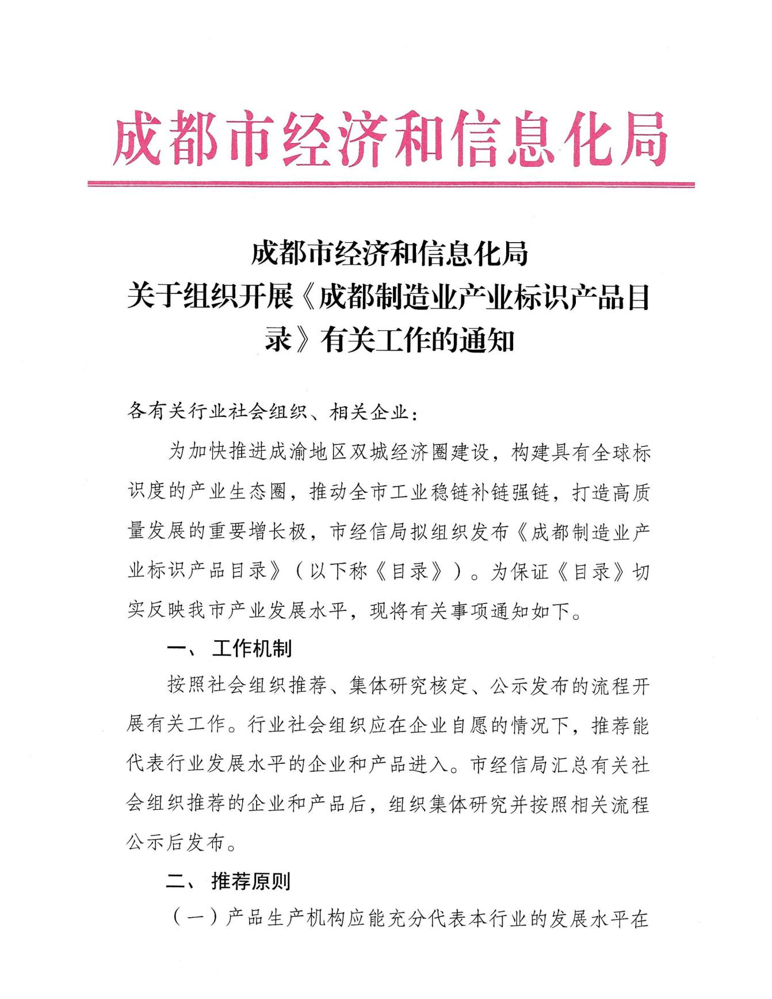 成都市经济和信息化局
成都市经济和信息化局
关于组织开展《成都制造业产业标识产品目
录》有关工作的通知
各有关行业社会组织、相关企业：
为加快推进成渝地区双城经济圈建设，构建具有全球标
识度的产业生态圈，推动全市工业稳链补链强链，打造高质
量发展的重要增长极，市经信局拟组织发布《成都制造业产
业标识产品目录》（以下称《目录》）。为保证《目录》切
实反映我市产业发展水平，现将有关事项通知如下。
一、 工作机制
按照社会组织推荐、集体研究核定、公示发布的流程开
展有关工作。行业社会组织应在企业自愿的情况下，推荐能
代表行业发展水平的企业和产品进入。市经信局汇总有关社
会组织推荐的企业和产品后，组织集体研究并按照相关流程
公示后发布。
二、 推荐原则
（一）产品生产机构应能充分代表本行业的发展水平在